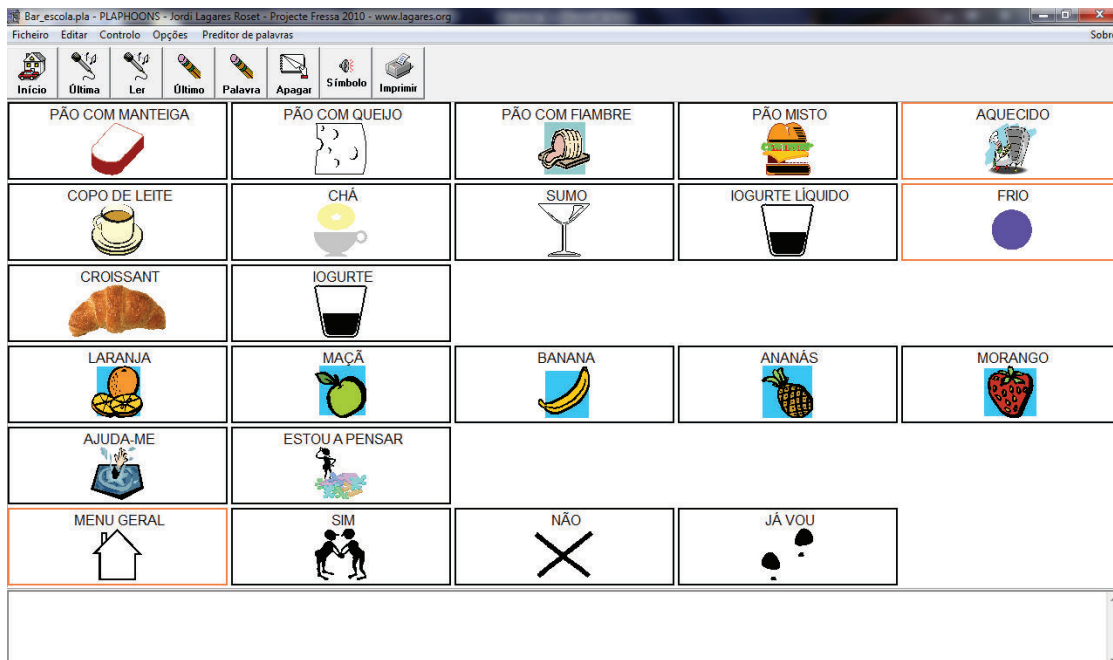 Bar_escola.pla - PLAPHOONS - Jordi Lagares Roset - Projecte Fressa 2010 - www.lagares.org
Ficheiro Editar Controlo Opções Preditor de palavras Sobre
Início Última Ler Último Palavra Apagar Símbolo Imprimir
PÃO COM MANTEIGA PÃO COM QUEIJO PÃO COM FIAMBRE PÃO MISTO AQUECIDO
COPO DE LEITE CHÁ SUMO IOGURTE LÍQUIDO FRIO
CROISSANT IOGURTE
LARANJA MAÇÃ BANANA ANANÁS MORANGO
AJUDA-ME ESTOU A PENSAR
MENU GERAL SIM NÃO JÁ VOU